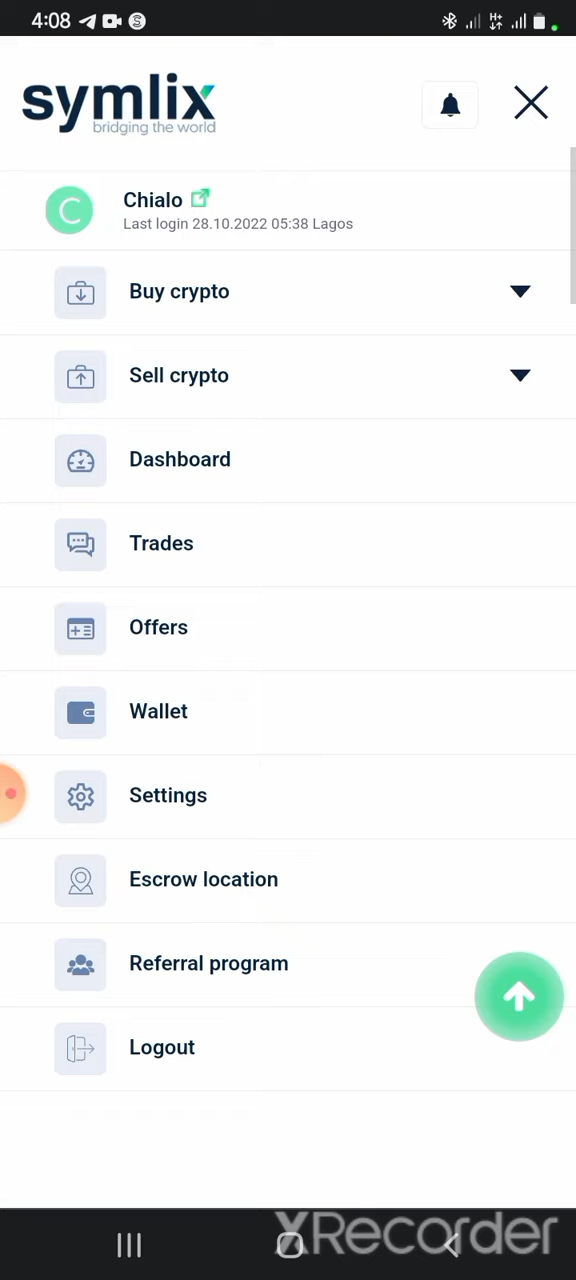 4:08
symlix
bridging the world
C
Chialo
Last login 28.10.2022 05:38 Lagos
Buy crypto
Sell crypto
Dashboard
Trades
Offers
Wallet
Settings
Escrow location
Referral program
Logout
XRecorder